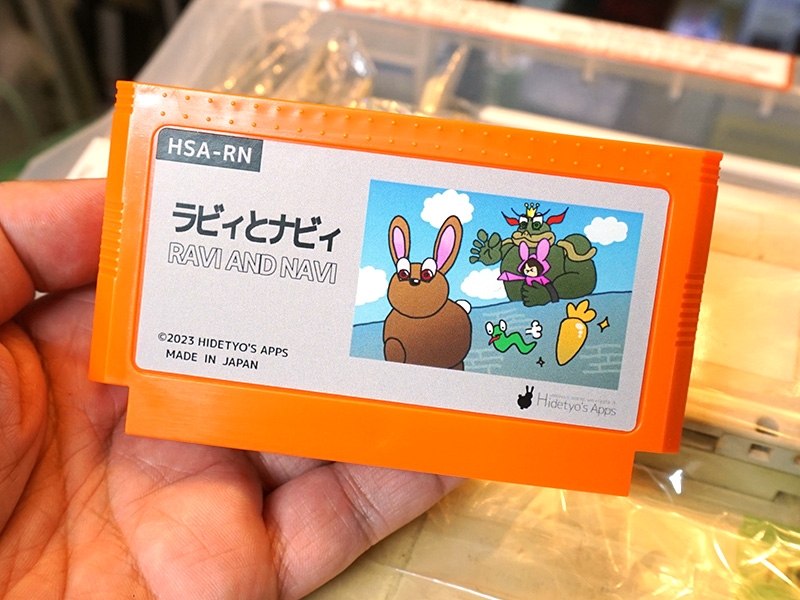 HSA-RN
ラビィとナビィ
RAVI AND NAVI
©2023 HIDETYO'S APPS
MADE IN JAPAN
Hidetyo's Apps